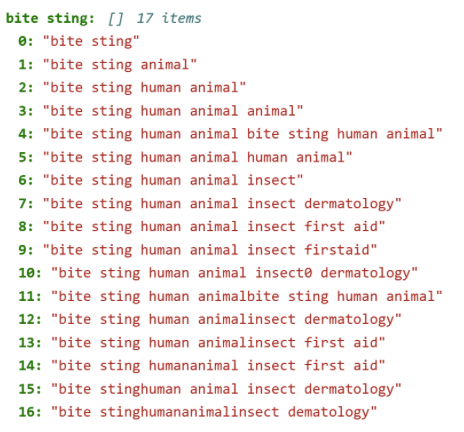 bite sting: [] 17 items
0: "bite sting"
1: "bite sting animal"
2: "bite sting human animal"
3: "bite sting human animal animal"
4: "bite sting human animal bite sting human animal"
5: "bite sting human animal human animal"
6: "bite sting human animal insect"
7: "bite sting human animal insect dermatology"
8: "bite sting human animal insect first aid"
9: "bite sting human animal insect firstaid"
10: "bite sting human animal insect0 dermatology"
11: "bite sting human animalbite sting human animal"
12: "bite sting human animalinsect dermatology"
13: "bite sting human animalinsect first aid"
14: "bite sting humananimal insect first aid"
15: "bite stinghuman animal insect dermatology"
16: "bite stinghumananimalinsect dematology"